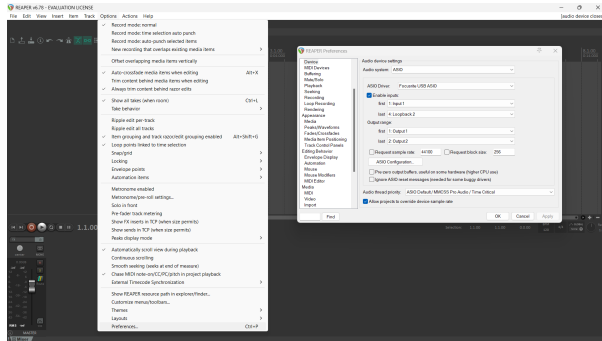 REAPER v6.78 - EVALUATION LICENSE
File Edit View Insert Item Track Options Actions Help
[audio device closed
Record mode: normal
Record mode: time selection auto punch
Record mode: auto-punch selected items
New recording that overlaps existing media items
Offset overlapping media items vertically
Auto-crossfade media items when editing Alt+X
Trim content behind media items when editing
Always trim content behind razor edits
Show all takes (when room) Ctrl+L
Take behavior
Ripple edit per-track
Ripple edit all tracks
Item grouping and track media/razor edit grouping enabled Alt+Shift+G
Loop points linked to time selection
Snap/grid
Locking
Envelope points
Automation items
Metronome enabled
Metronome/pre-roll settings...
Solo in front
Pre-fader track metering
Show FX inserts in TCP (when size permits)
Show sends in TCP (when size permits)
Peaks display mode
Automatically scroll view during playback
Continuous scrolling
Smooth seeking (seeks at end of measure)
Chase MIDI note-on/CC/PC/pitch in project playback
External Timecode Synchronization
Show REAPER resource path in explorer/finder...
Customize menus/toolbars...
Themes
Layouts
Preferences... Ctrl+P
REAPER Preferences
Device
MIDI Devices
Buffering
Mute/Solo
Playback
Seeking
Recording
Loop Recording
Rendering
Appearance
Media
Peaks/Waveforms
Fades/Crossfades
Media Item Positioning
Track Control Panels
Editing Behavior
Envelope Display
Automation
Mouse
Mouse Modifiers
MIDI Editor
Media
MIDI
Video
Import
Find
Audio device settings
Audio system: ASIO
ASIO Driver: Focusrite USB ASIO
Enable inputs:
first 1: Input 1
last 4: Loopback 2
Output range:
first 1: Output 1
last 2: Output 2
Request sample rate: 44100 Request block size: 256
ASIO Configuration...
Pre-zero output buffers, useful on some hardware (higher CPU use)
Ignore ASIO reset messages (needed for some buggy drivers)
Audio thread priority: ASIO Default / MMCSS Pro Audio / Time Critical
Allow projects to override device sample rate
OK Cancel Apply
1.1.00
MASTER